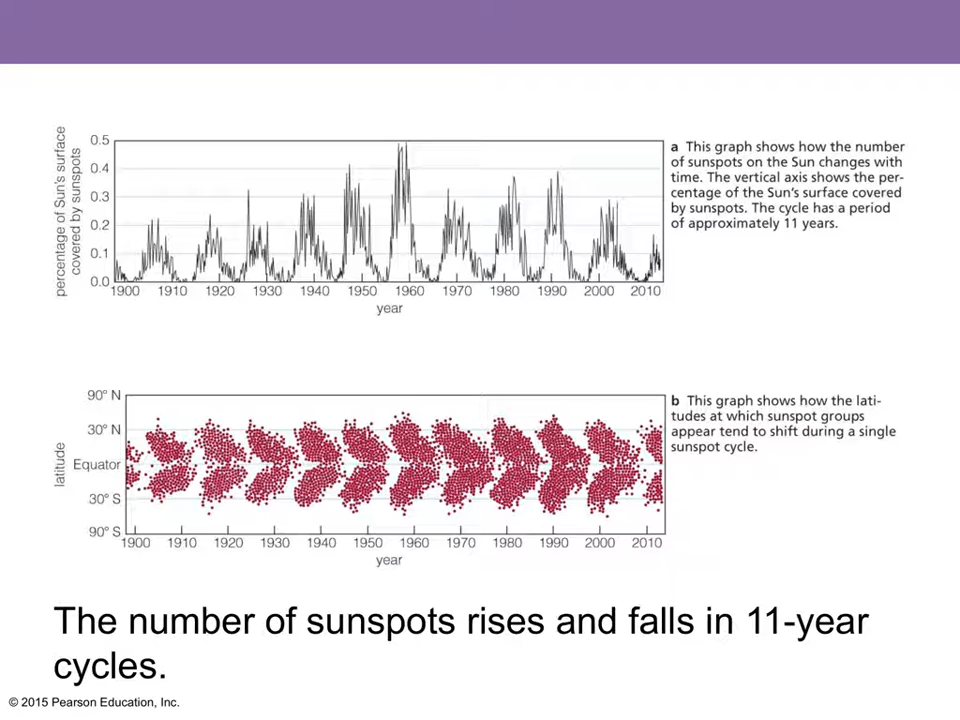 percentage of Sun's surface
covered by sunspots
0.5
0.4
0.3
0.2
0.1
0.0
1900 1910 1920 1930 1940 1950 1960 1970 1980 1990 2000 2010
year
a This graph shows how the number
of sunspots on the Sun changes with
time. The vertical axis shows the per-
centage of the Sun's surface covered
by sunspots. The cycle has a period
of approximately 11 years.
latitude
90° N
30° N
Equator
30° S
90° S
1900 1910 1920 1930 1940 1950 1960 1970 1980 1990 2000 2010
year
b This graph shows how the lati-
tudes at which sunspot groups
appear tend to shift during a single
sunspot cycle.
The number of sunspots rises and falls in 11-year
cycles.
© 2015 Pearson Education, Inc.